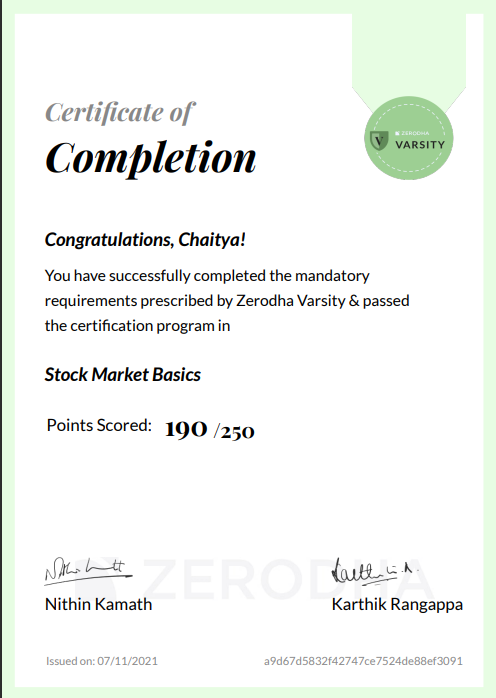 Certificate of
Completion
ZERODHA
VARSITY
Congratulations, Chaitya!
You have successfully completed the mandatory
requirements prescribed by Zerodha Varsity & passed
the certification program in
Stock Market Basics
Points Scored: 190 /250
ZERODHA
Nithin Kamath
Karthik Rangappa
Issued on: 07/11/2021
a9d67d5832f42747ce7524de88ef3091